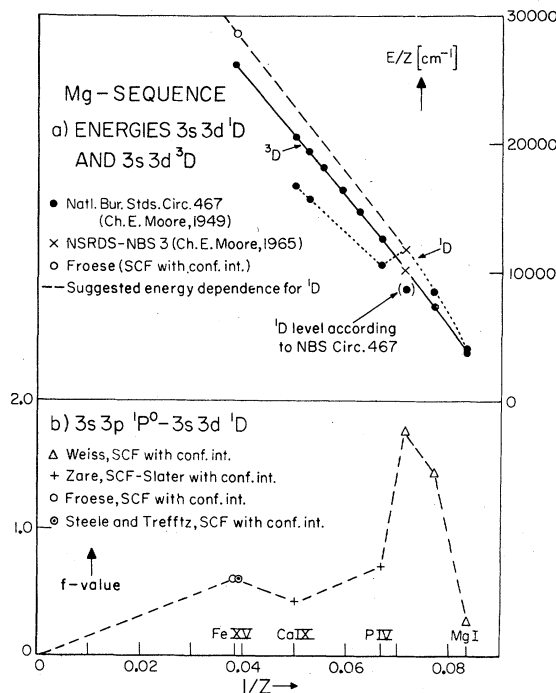 30000
E/Z [cm⁻¹]
Mg-SEQUENCE
a) ENERGIES 3s 3d ¹D
AND 3s 3d ³D
³D
20000
● Natl. Bur. Stds. Circ. 467
(Ch. E. Moore, 1949)
× NSRDS-NBS 3 (Ch. E. Moore, 1965)
○ Froese (SCF with conf. int.)
--- Suggested energy dependence for ¹D
¹D
10000
( )
¹D level according
to NBS Circ. 467
2.0
0
b) 3s 3p ¹P⁰-3s 3d ¹D
△ Weiss, SCF with conf. int.
+ Zare, SCF-Slater with conf. int.
○ Froese, SCF with conf. int.
⊙ Steele and Trefftz, SCF with conf. int.
1.0
f-value
Fe XV
Ca IX
P IV
Mg I
0
0.02
0.04
0.06
0.08
1/Z→